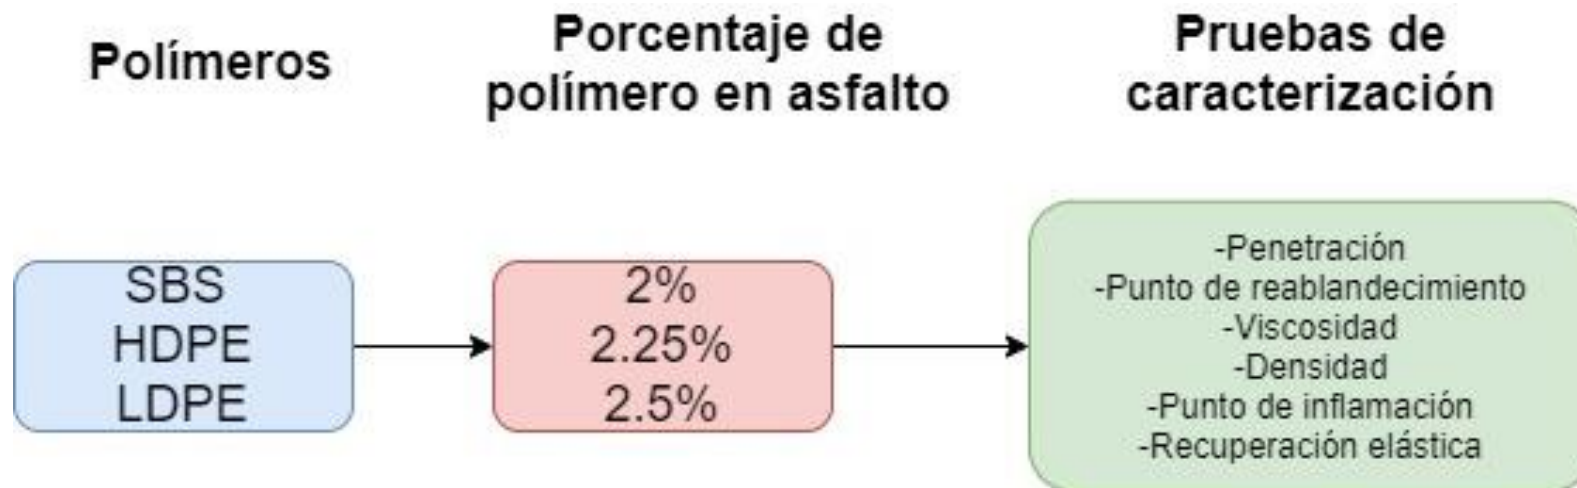 Polímeros
Porcentaje de
polímero en asfalto
Pruebas de
caracterización
SBS
HDPE
LDPE
2%
2.25%
2.5%
-Penetración
-Punto de reablandecimiento
-Viscosidad
-Densidad
-Punto de inflamación
-Recuperación elástica